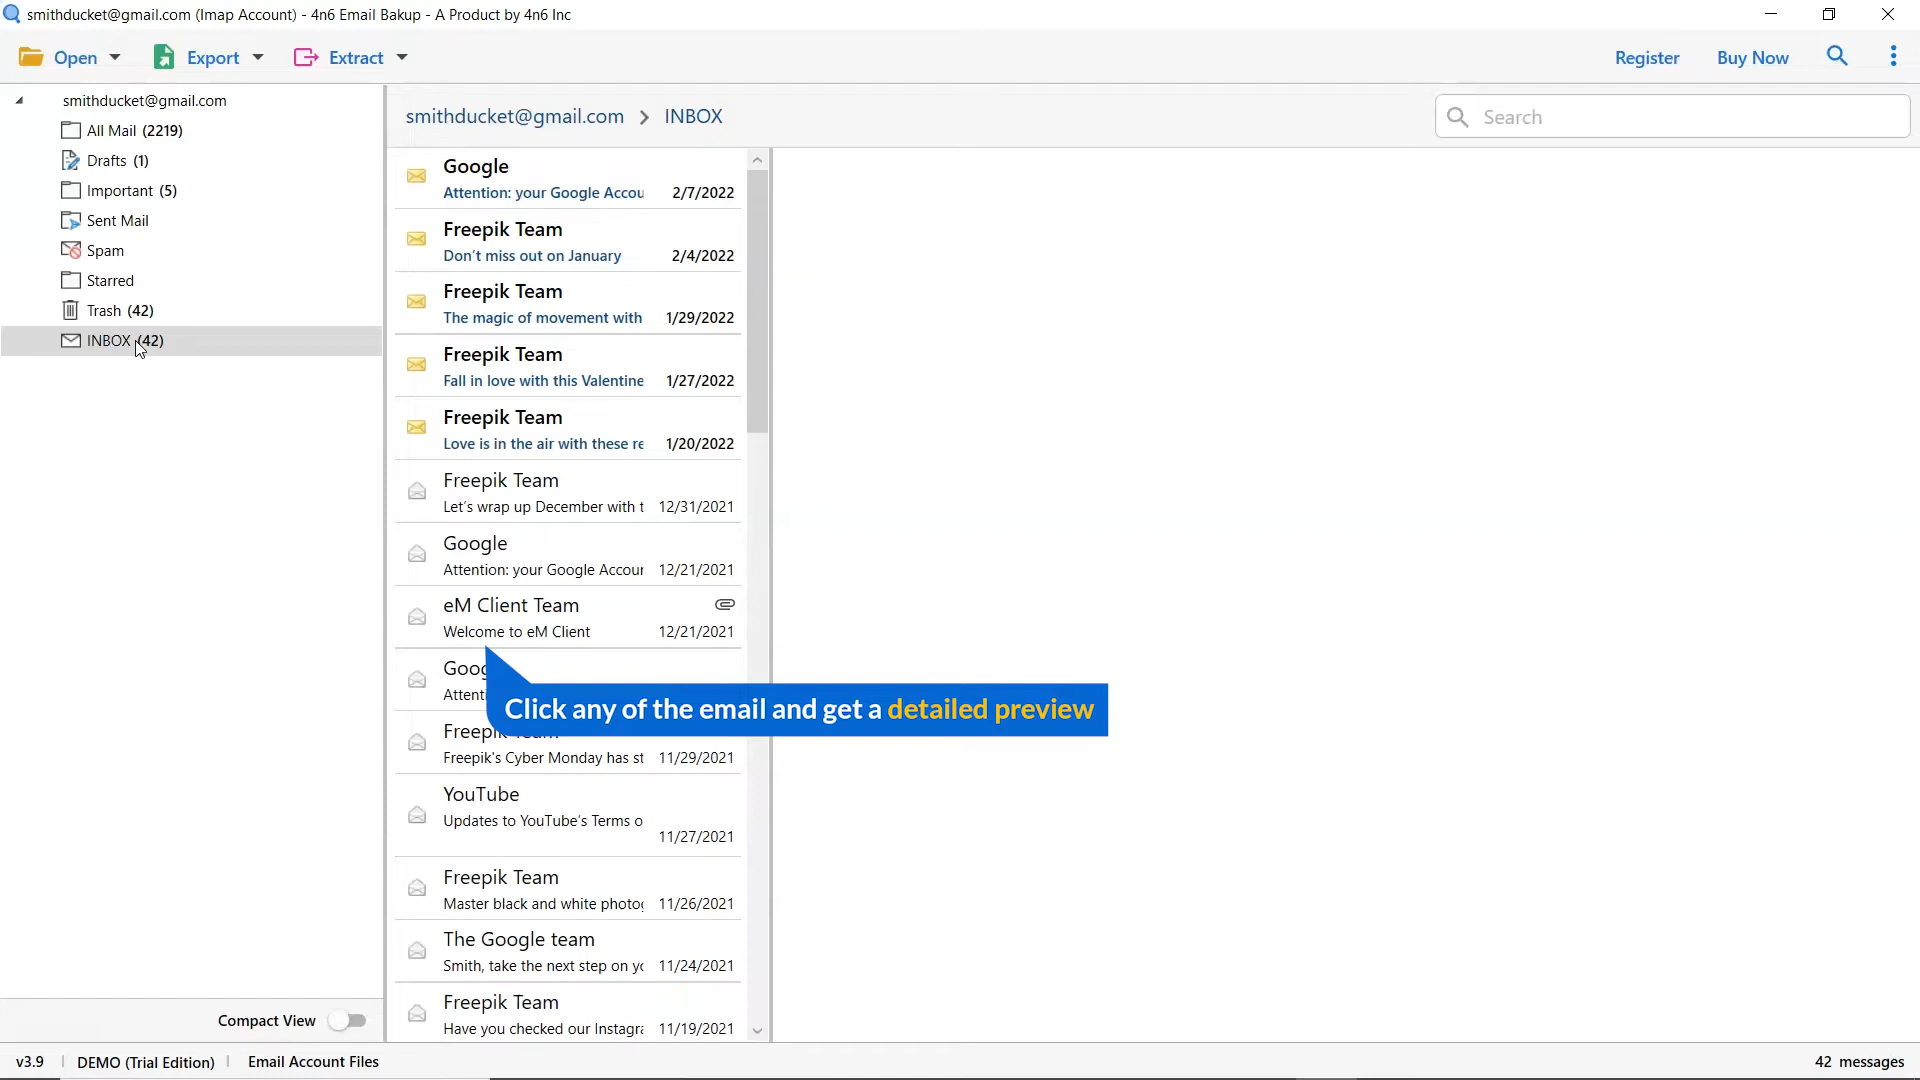 smithducket@gmail.com (Imap Account) - 4n6 Email Bakup - A Product by 4n6 Inc
Open
Export
Extract
Register
Buy Now
smithducket@gmail.com
All Mail (2219)
Drafts (1)
Important (5)
Sent Mail
Spam
Starred
Trash (42)
INBOX (42)
Compact View
smithducket@gmail.com > INBOX
Search
Google
Attention: your Google Accou 2/7/2022
Freepik Team
Don't miss out on January 2/4/2022
Freepik Team
The magic of movement with 1/29/2022
Freepik Team
Fall in love with this Valentine 1/27/2022
Freepik Team
Love is in the air with these re 1/20/2022
Freepik Team
Let's wrap up December with t 12/31/2021
Google
Attention: your Google Accour 12/21/2021
eM Client Team
Welcome to eM Client 12/21/2021
Goog
Attenti
Click any of the email and get a detailed preview
Freepik Team
Freepik's Cyber Monday has st 11/29/2021
YouTube
Updates to YouTube's Terms o
11/27/2021
Freepik Team
Master black and white photog 11/26/2021
The Google team
Smith, take the next step on yo 11/24/2021
Freepik Team
Have you checked our Instagra 11/19/2021
v3.9
DEMO (Trial Edition)
Email Account Files
42 messages